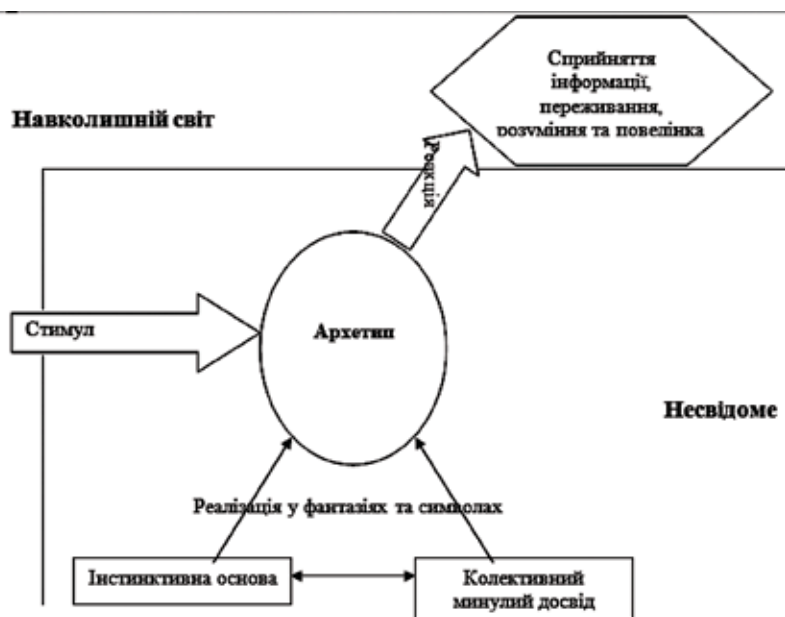 Сприйняття
інформації,
переживання,
розуміння та поведінка
Навколишній світ
Реакція
Стимул
Архетип
Несвідоме
Реалізація у фантазіях та символах
Інстинктивна основа
Колективний
минулий досвід